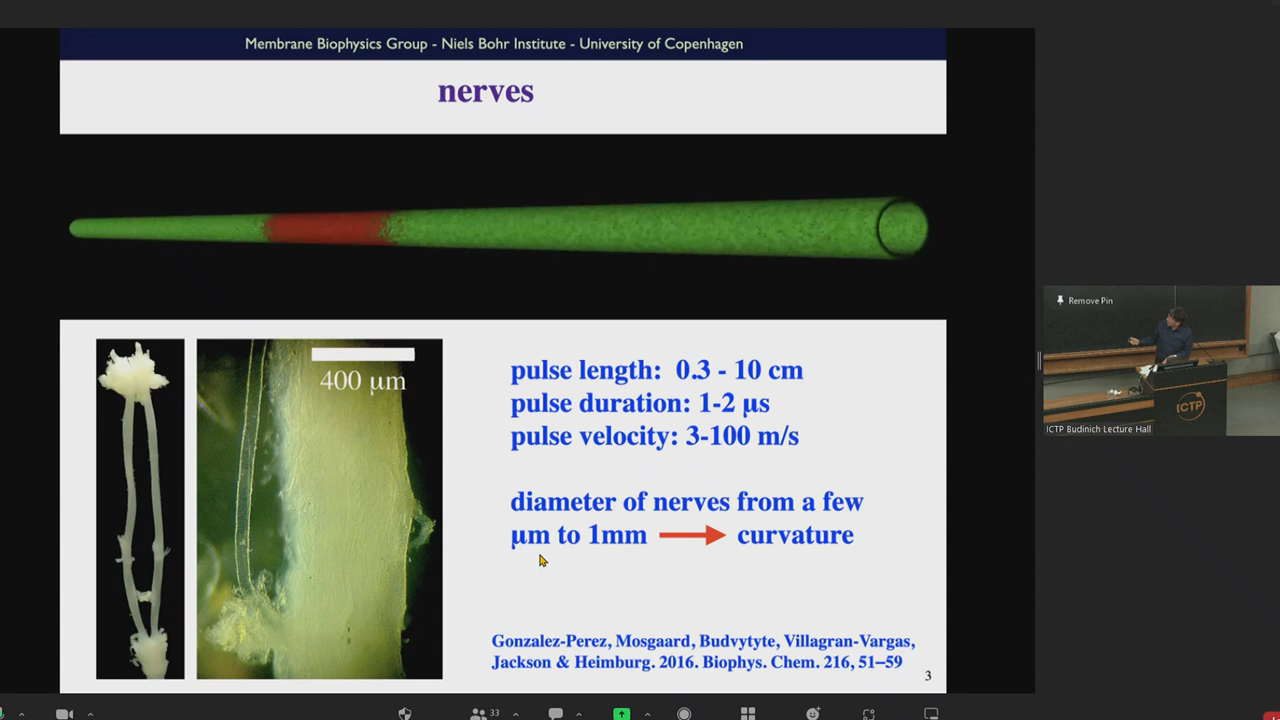 Membrane Biophysics Group - Niels Bohr Institute - University of Copenhagen
nerves
400 µm
pulse length: 0.3 - 10 cm
pulse duration: 1-2 µs
pulse velocity: 3-100 m/s
diameter of nerves from a few
µm to 1mm → curvature
Gonzalez-Perez, Mosgaard, Budvytyte, Villagran-Vargas,
Jackson & Heimburg. 2016. Biophys. Chem. 216, 51–59
3
Remove Pin
ICTP
ICTP Budinich Lecture Hall
33